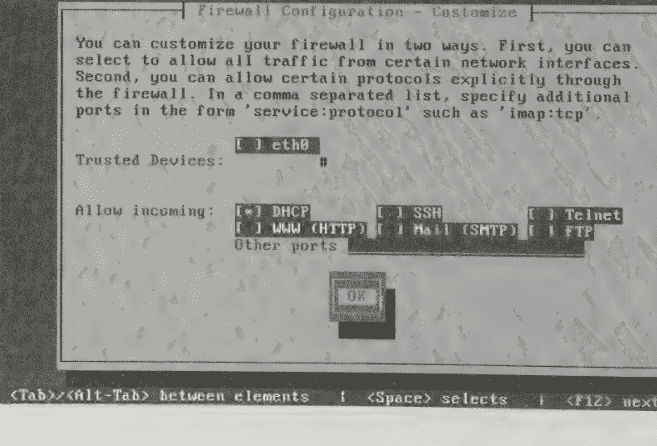 Firewall Configuration - Customize
You can customize your firewall in two ways. First, you can
select to allow all traffic from certain network interfaces.
Second, you can allow certain protocols explicitly through
the firewall. In a comma separated list, specify additional
ports in the form 'service:protocol' such as 'imap:tcp'.
[ ] eth0
Trusted Devices: #
Allow incoming: [*] DHCP [ ] SSH [ ] Telnet
[ ] WWW (HTTP) [ ] Mail (SMTP) [ ] FTP
Other ports
OK
<Tab>/<Alt-Tab> between elements | <Space> selects | <F12> next